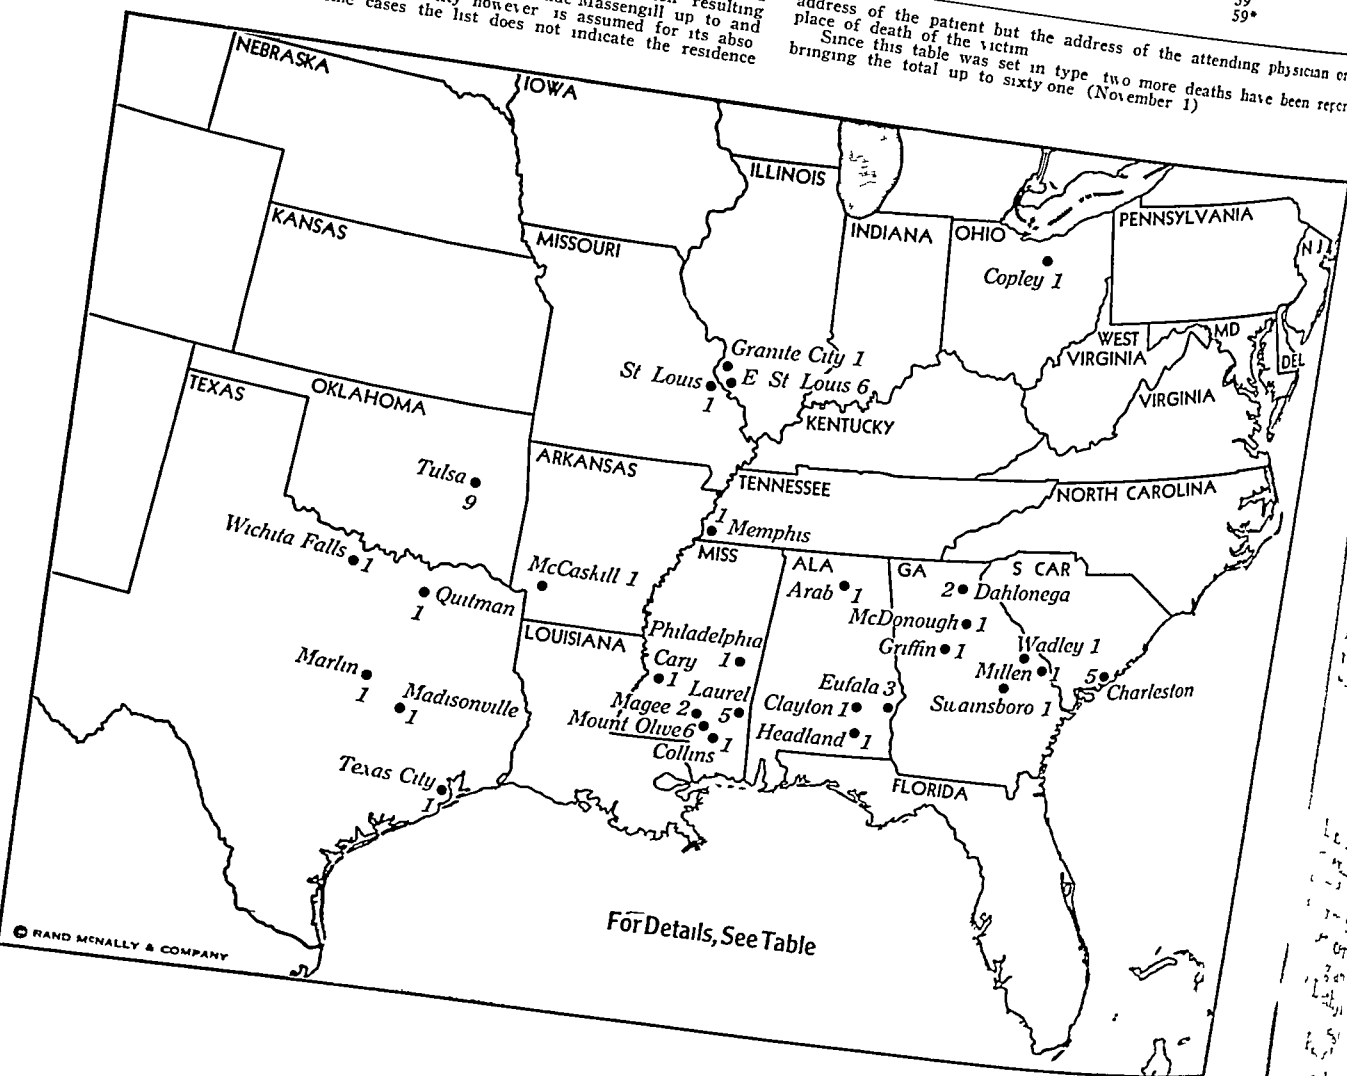 resulting
however is assumed for its abso
Massengill up to and
cases the list does not indicate the residence
59
59*
address of the patient but the address of the attending physician or
place of death of the victim
Since this table was set in type two more deaths have been
bringing the total up to sixty one (November 1)
NEBRASKA
IOWA
ILLINOIS
INDIANA
OHIO
PENNSYLVANIA
N J
KANSAS
MISSOURI
Copley 1
WEST
VIRGINIA
MD
DEL
VIRGINIA
Granite City 1
St Louis
1
E St Louis 6
KENTUCKY
TEXAS
OKLAHOMA
Tulsa
9
ARKANSAS
TENNESSEE
NORTH CAROLINA
1
Memphis
Wichita Falls
1
Quitman
1
McCaskill 1
MISS
ALA
GA
S CAR
Arab
1
2
Dahlonega
McDonough
1
Griffin
1
Wadley 1
Millen
1
5
Charleston
Swainsboro 1
LOUISIANA
Philadelphia
1
Cary
1
Laurel
5
Magee 2
Mount Olive 6
1
Collins
Eufala 3
Clayton 1
Headland
1
Marlin
1
Madisonville
1
Texas City
1
FLORIDA
For Details, See Table
© RAND McNALLY & COMPANY